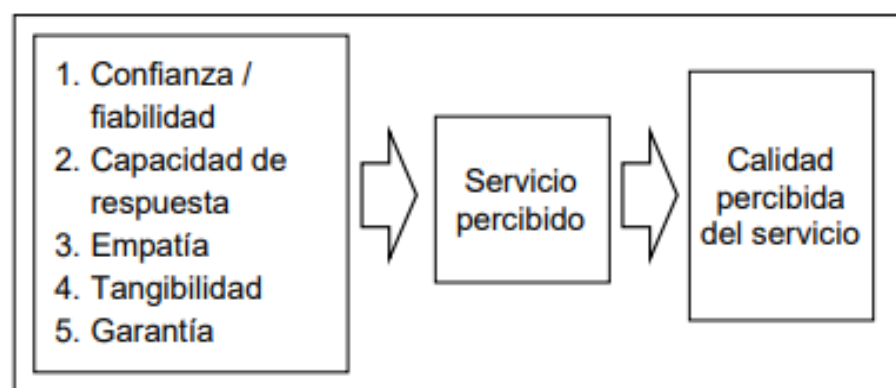 1. Confianza /
fiabilidad
2. Capacidad de
respuesta
3. Empatía
4. Tangibilidad
5. Garantía
Servicio
percibido
Calidad
percibida
del servicio